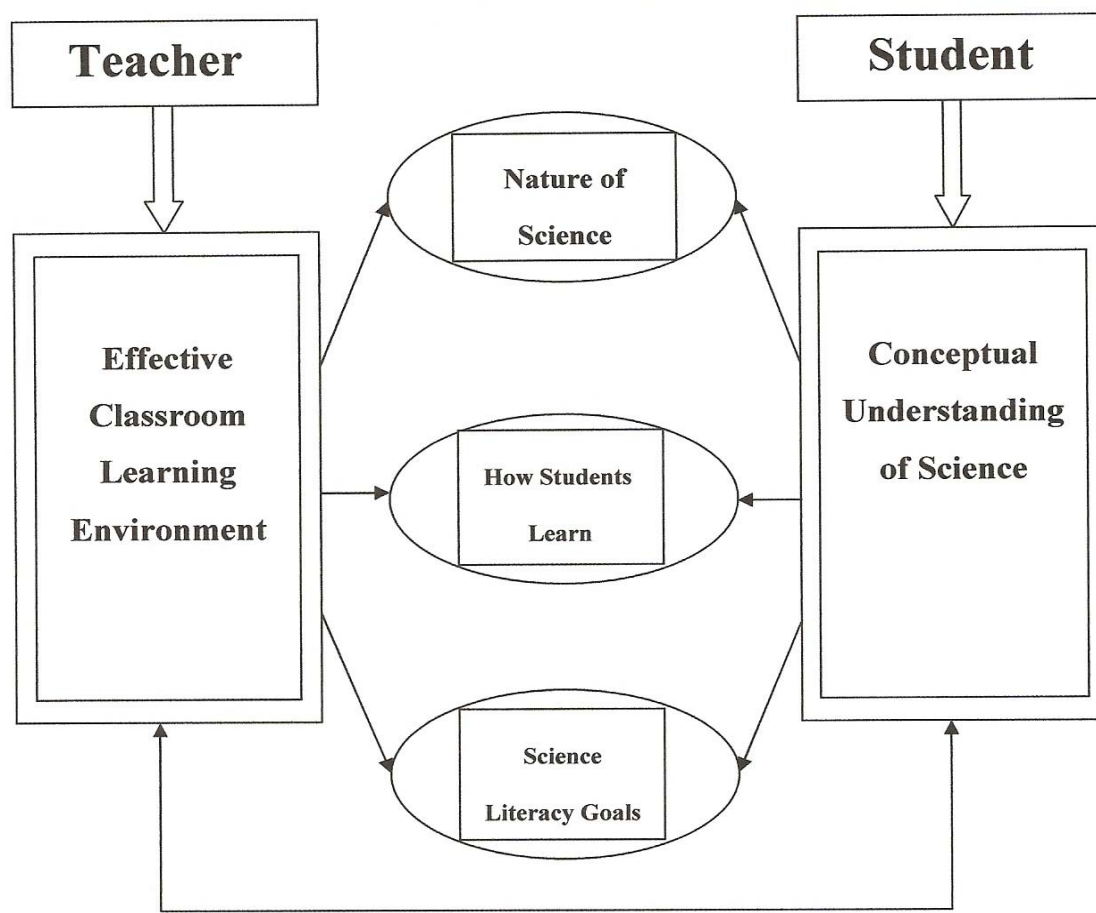 Teacher
Student
Nature of
Science
Effective
Classroom
Learning
Environment
Conceptual
Understanding
of Science
How Students
Learn
Science
Literacy Goals